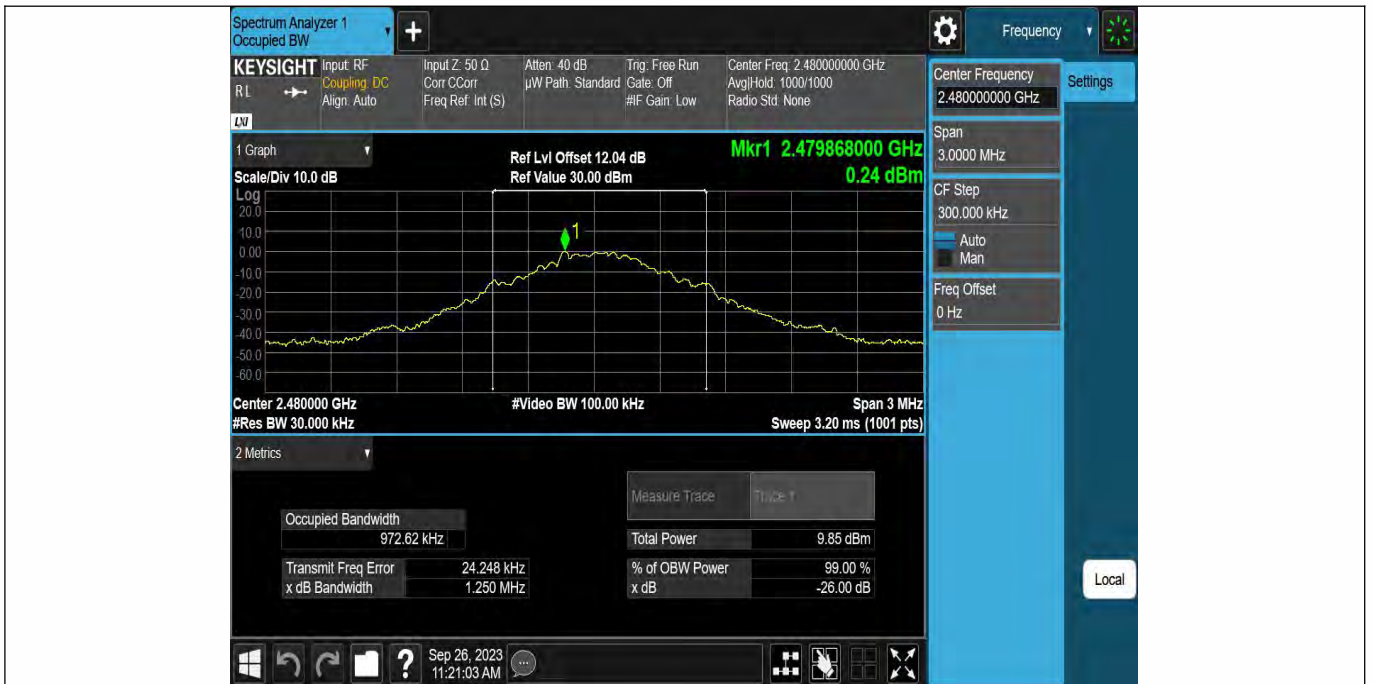 Spectrum Analyzer 1
Occupied BW
+
Frequency
KEYSIGHT
R L
LXI
Input: RF
Coupling: DC
Align: Auto
Input Z: 50 Ω
Corr CCorr
Freq Ref: Int (S)
Atten: 40 dB
µW Path: Standard
Trig: Free Run
Gate: Off
#IF Gain: Low
Center Freq: 2.480000000 GHz
Avg|Hold: 1000/1000
Radio Std: None
Center Frequency
2.480000000 GHz
Settings
Span
3.0000 MHz
CF Step
300.000 kHz
Auto
Man
Freq Offset
0 Hz
1 Graph
Scale/Div 10.0 dB
Ref Lvl Offset 12.04 dB
Ref Value 30.00 dBm
Mkr1 2.479868000 GHz
0.24 dBm
Log
20.0
10.0
0.00
-10.0
-20.0
-30.0
-40.0
-50.0
-60.0
1
Center 2.480000 GHz
#Video BW 100.00 kHz
Span 3 MHz
#Res BW 30.000 kHz
Sweep 3.20 ms (1001 pts)
2 Metrics
Measure Trace
Trace 1
Occupied Bandwidth
972.62 kHz
Total Power
9.85 dBm
Transmit Freq Error
24.248 kHz
% of OBW Power
99.00 %
x dB Bandwidth
1.250 MHz
x dB
-26.00 dB
Local
?
Sep 26, 2023
11:21:03 AM